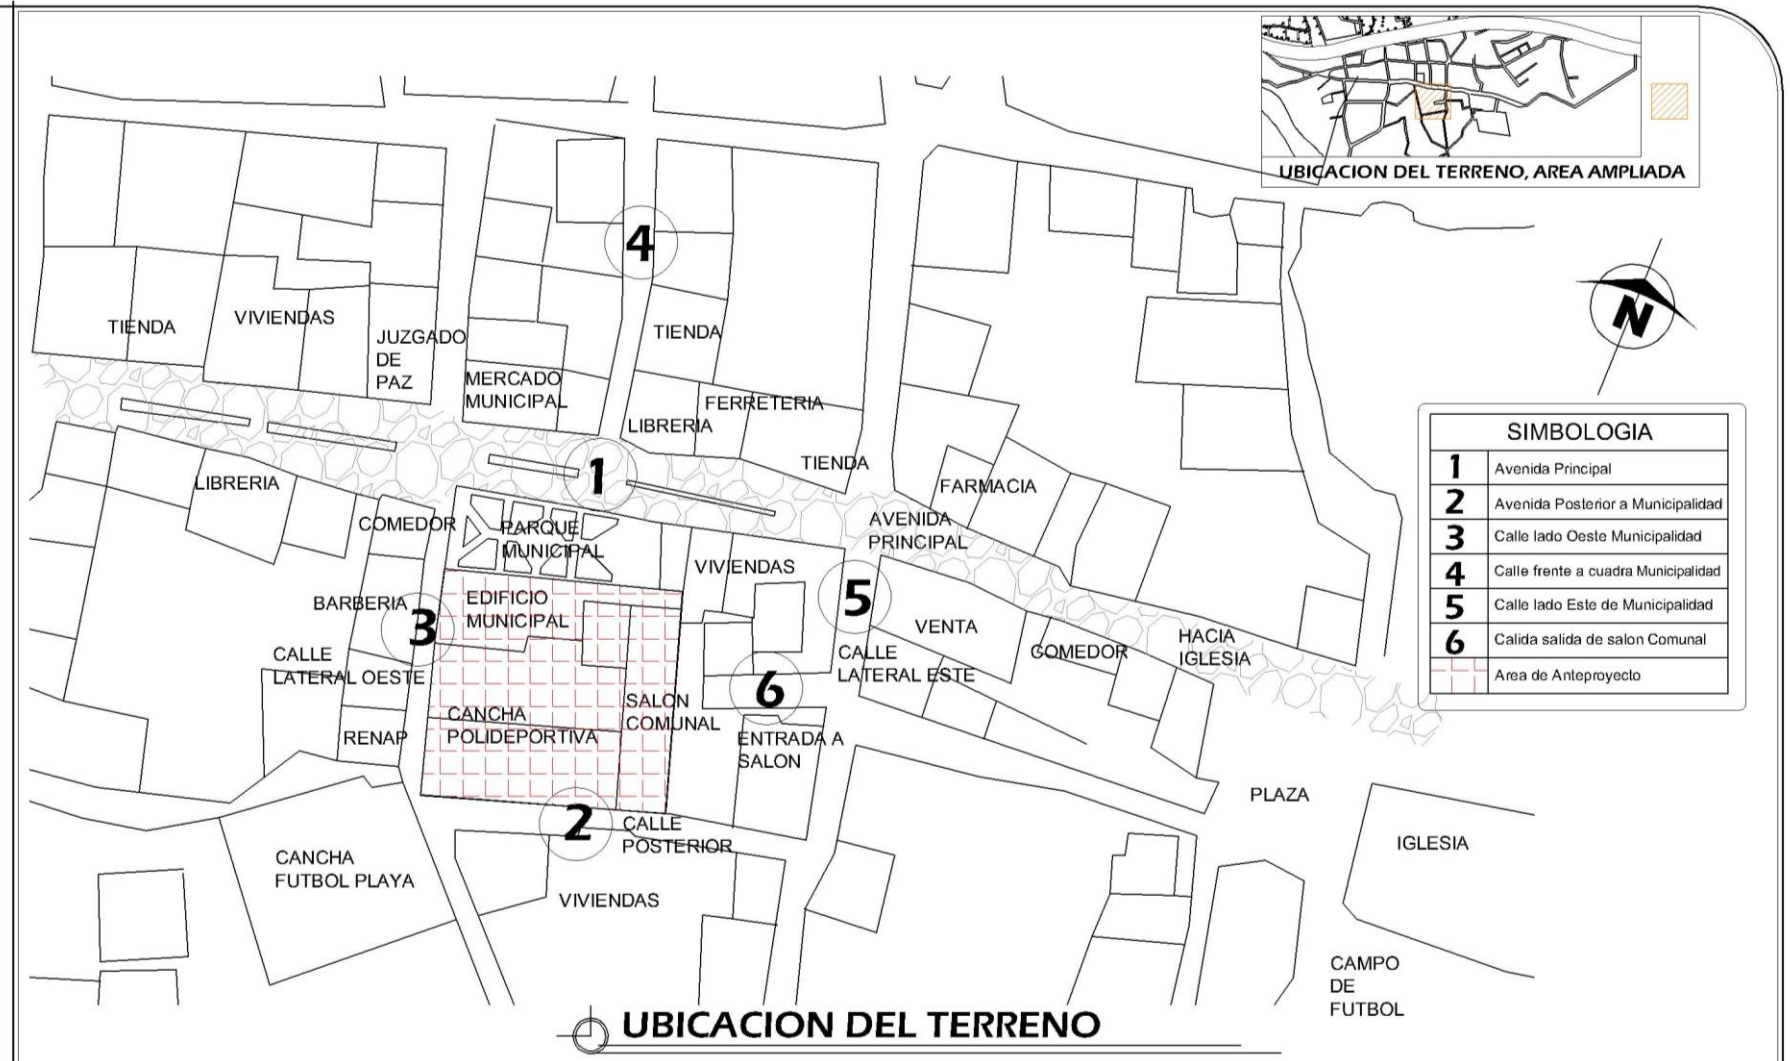 UBICACION DEL TERRENO, AREA AMPLIADA
4
N
TIENDA
VIVIENDAS
JUZGADO
DE
PAZ
TIENDA
MERCADO
MUNICIPAL
FERRETERIA
LIBRERIA
TIENDA
1
LIBRERIA
COMEDOR
PARQUE
MUNICIPAL
AVENIDA
PRINCIPAL
FARMACIA
VIVIENDAS
5
BARBERIA
3
EDIFICIO
MUNICIPAL
VENTA
COMEDOR
HACIA
IGLESIA
CALLE
LATERAL OESTE
CALLE
LATERAL ESTE
6
SALON
COMUNAL
CANCHA
POLIDEPORTIVA
RENAP
ENTRADA A
SALON
2
CALLE
POSTERIOR
PLAZA
IGLESIA
CANCHA
FUTBOL PLAYA
VIVIENDAS
CAMPO
DE
FUTBOL
SIMBOLOGIA
1 Avenida Principal
2 Avenida Posterior a Municipalidad
3 Calle lado Oeste Municipalidad
4 Calle frente a cuadra Municipalidad
5 Calle lado Este de Municipalidad
6 Calida salida de salon Comunal
Area de Anteproyecto
UBICACION DEL TERRENO